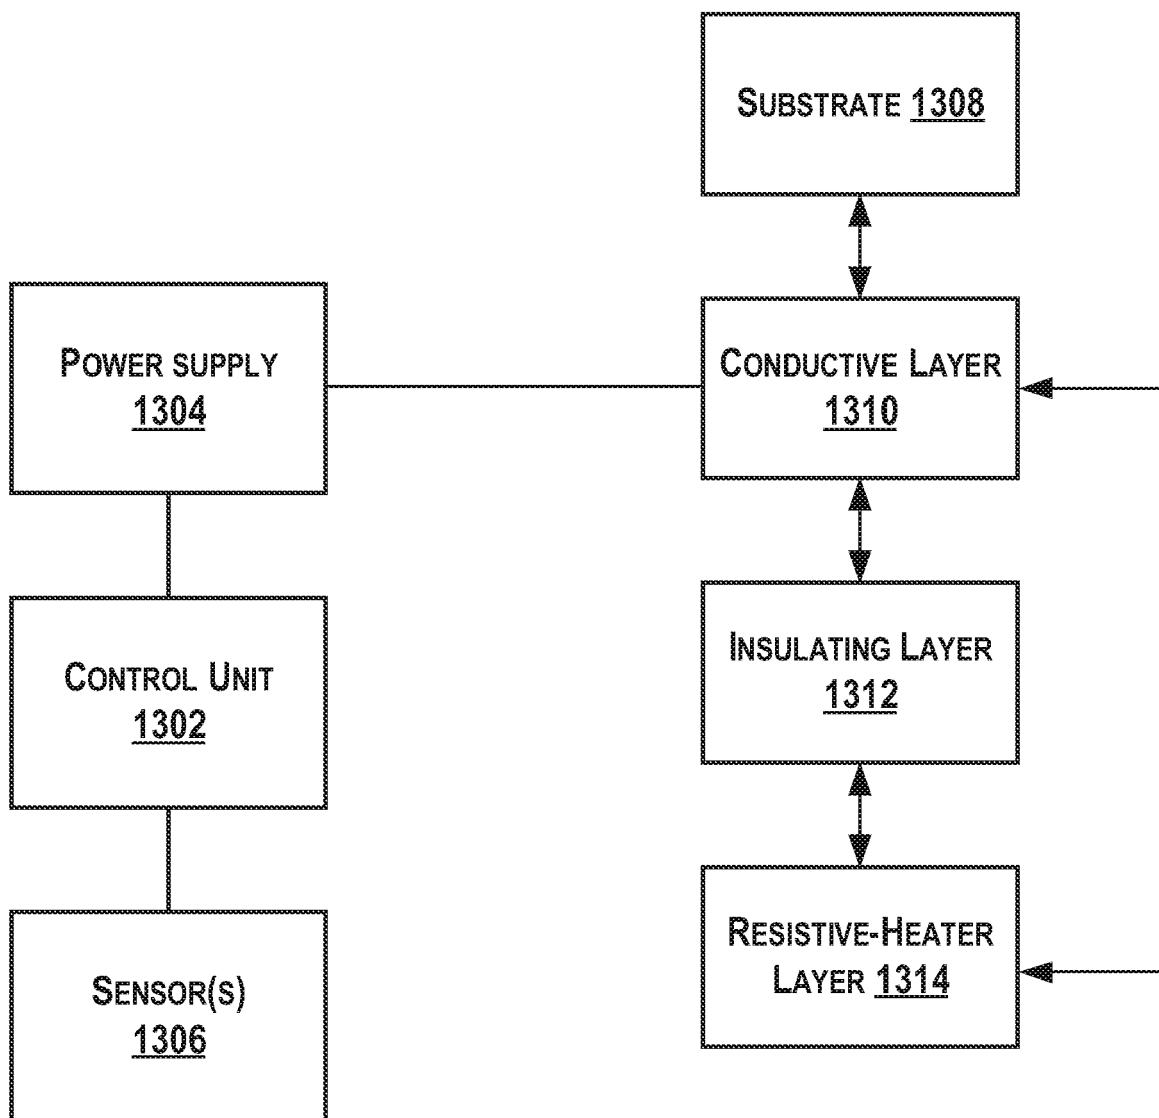 SUBSTRATE 1308
POWER SUPPLY
1304
CONDUCTIVE LAYER
1310
CONTROL UNIT
1302
INSULATING LAYER
1312
SENSOR(S)
1306
RESISTIVE-HEATER
LAYER 1314